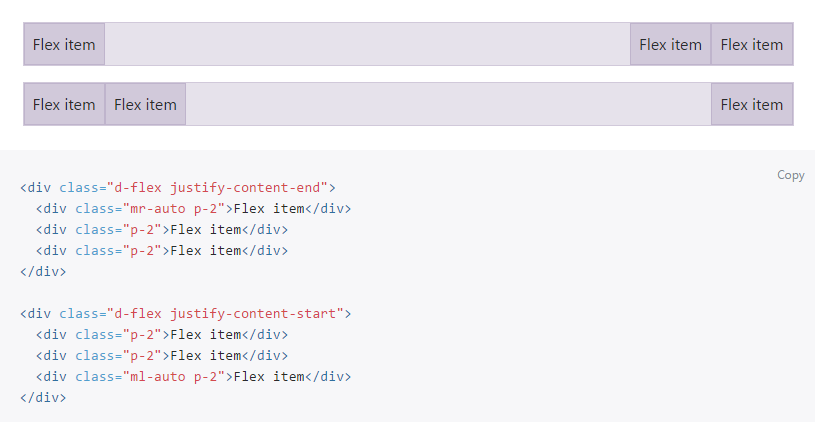 Flex item Flex item Flex item
Flex item Flex item Flex item
Copy
<div class="d-flex justify-content-end">
  <div class="mr-auto p-2">Flex item</div>
  <div class="p-2">Flex item</div>
  <div class="p-2">Flex item</div>
</div>

<div class="d-flex justify-content-start">
  <div class="p-2">Flex item</div>
  <div class="p-2">Flex item</div>
  <div class="ml-auto p-2">Flex item</div>
</div>